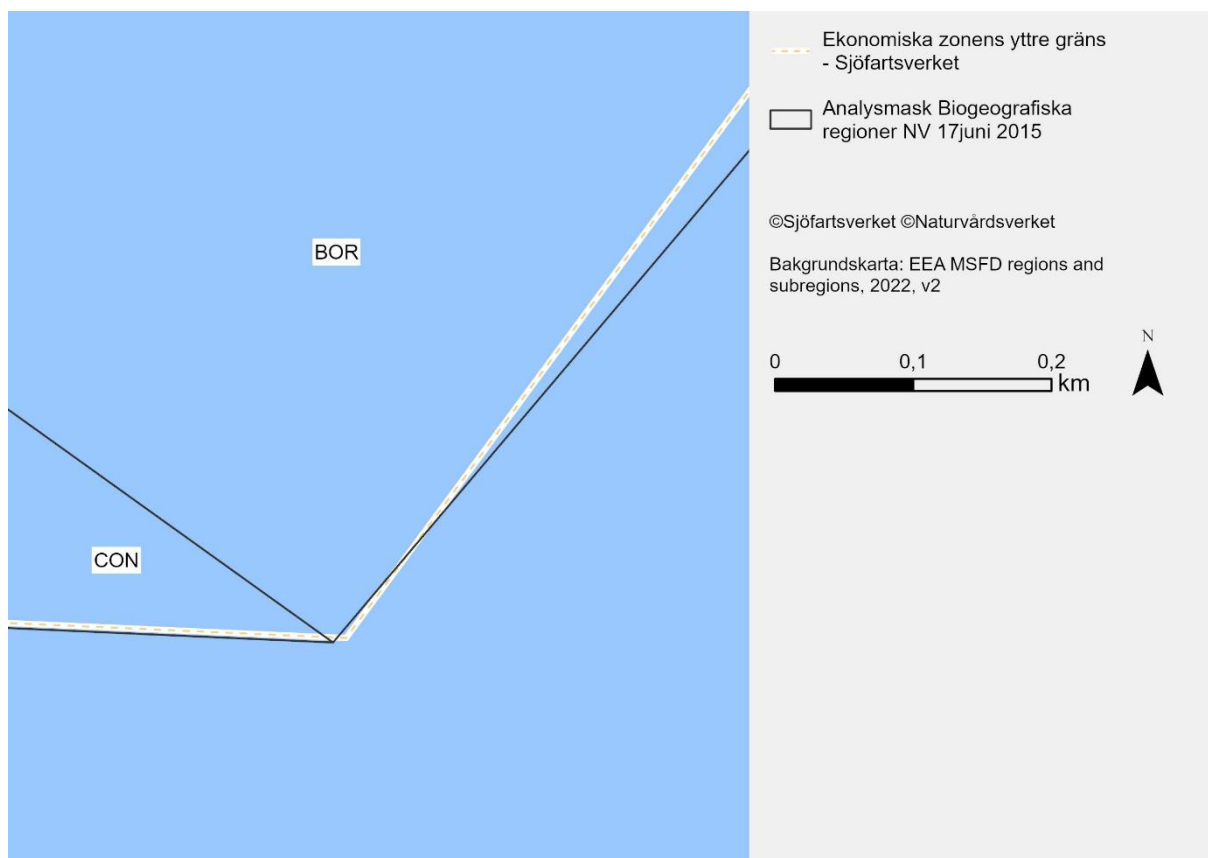 BOR
CON
Ekonomiska zonens yttre gräns
- Sjöfartsverket
Analysmask Biogeografiska
regioner NV 17juni 2015
©Sjöfartsverket ©Naturvårdsverket
Bakgrundskarta: EEA MSFD regions and
subregions, 2022, v2
0 0,1 0,2
km
N